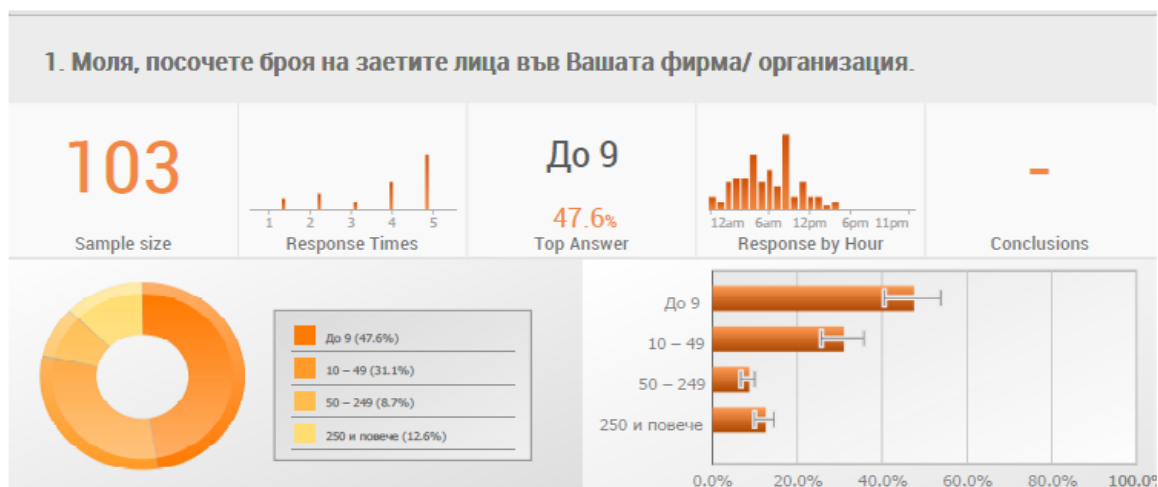 1. Моля, посочете броя на заетите лица във Вашата фирма/ организация.
103
Sample size
1 2 3 4 5
Response Times
До 9
47.6%
Top Answer
12am 6am 12pm 6pm 11pm
Response by Hour
-
Conclusions
До 9 (47.6%)
10 – 49 (31.1%)
50 – 249 (8.7%)
250 и повече (12.6%)
До 9
10 – 49
50 – 249
250 и повече
0.0% 20.0% 40.0% 60.0% 80.0% 100.0%